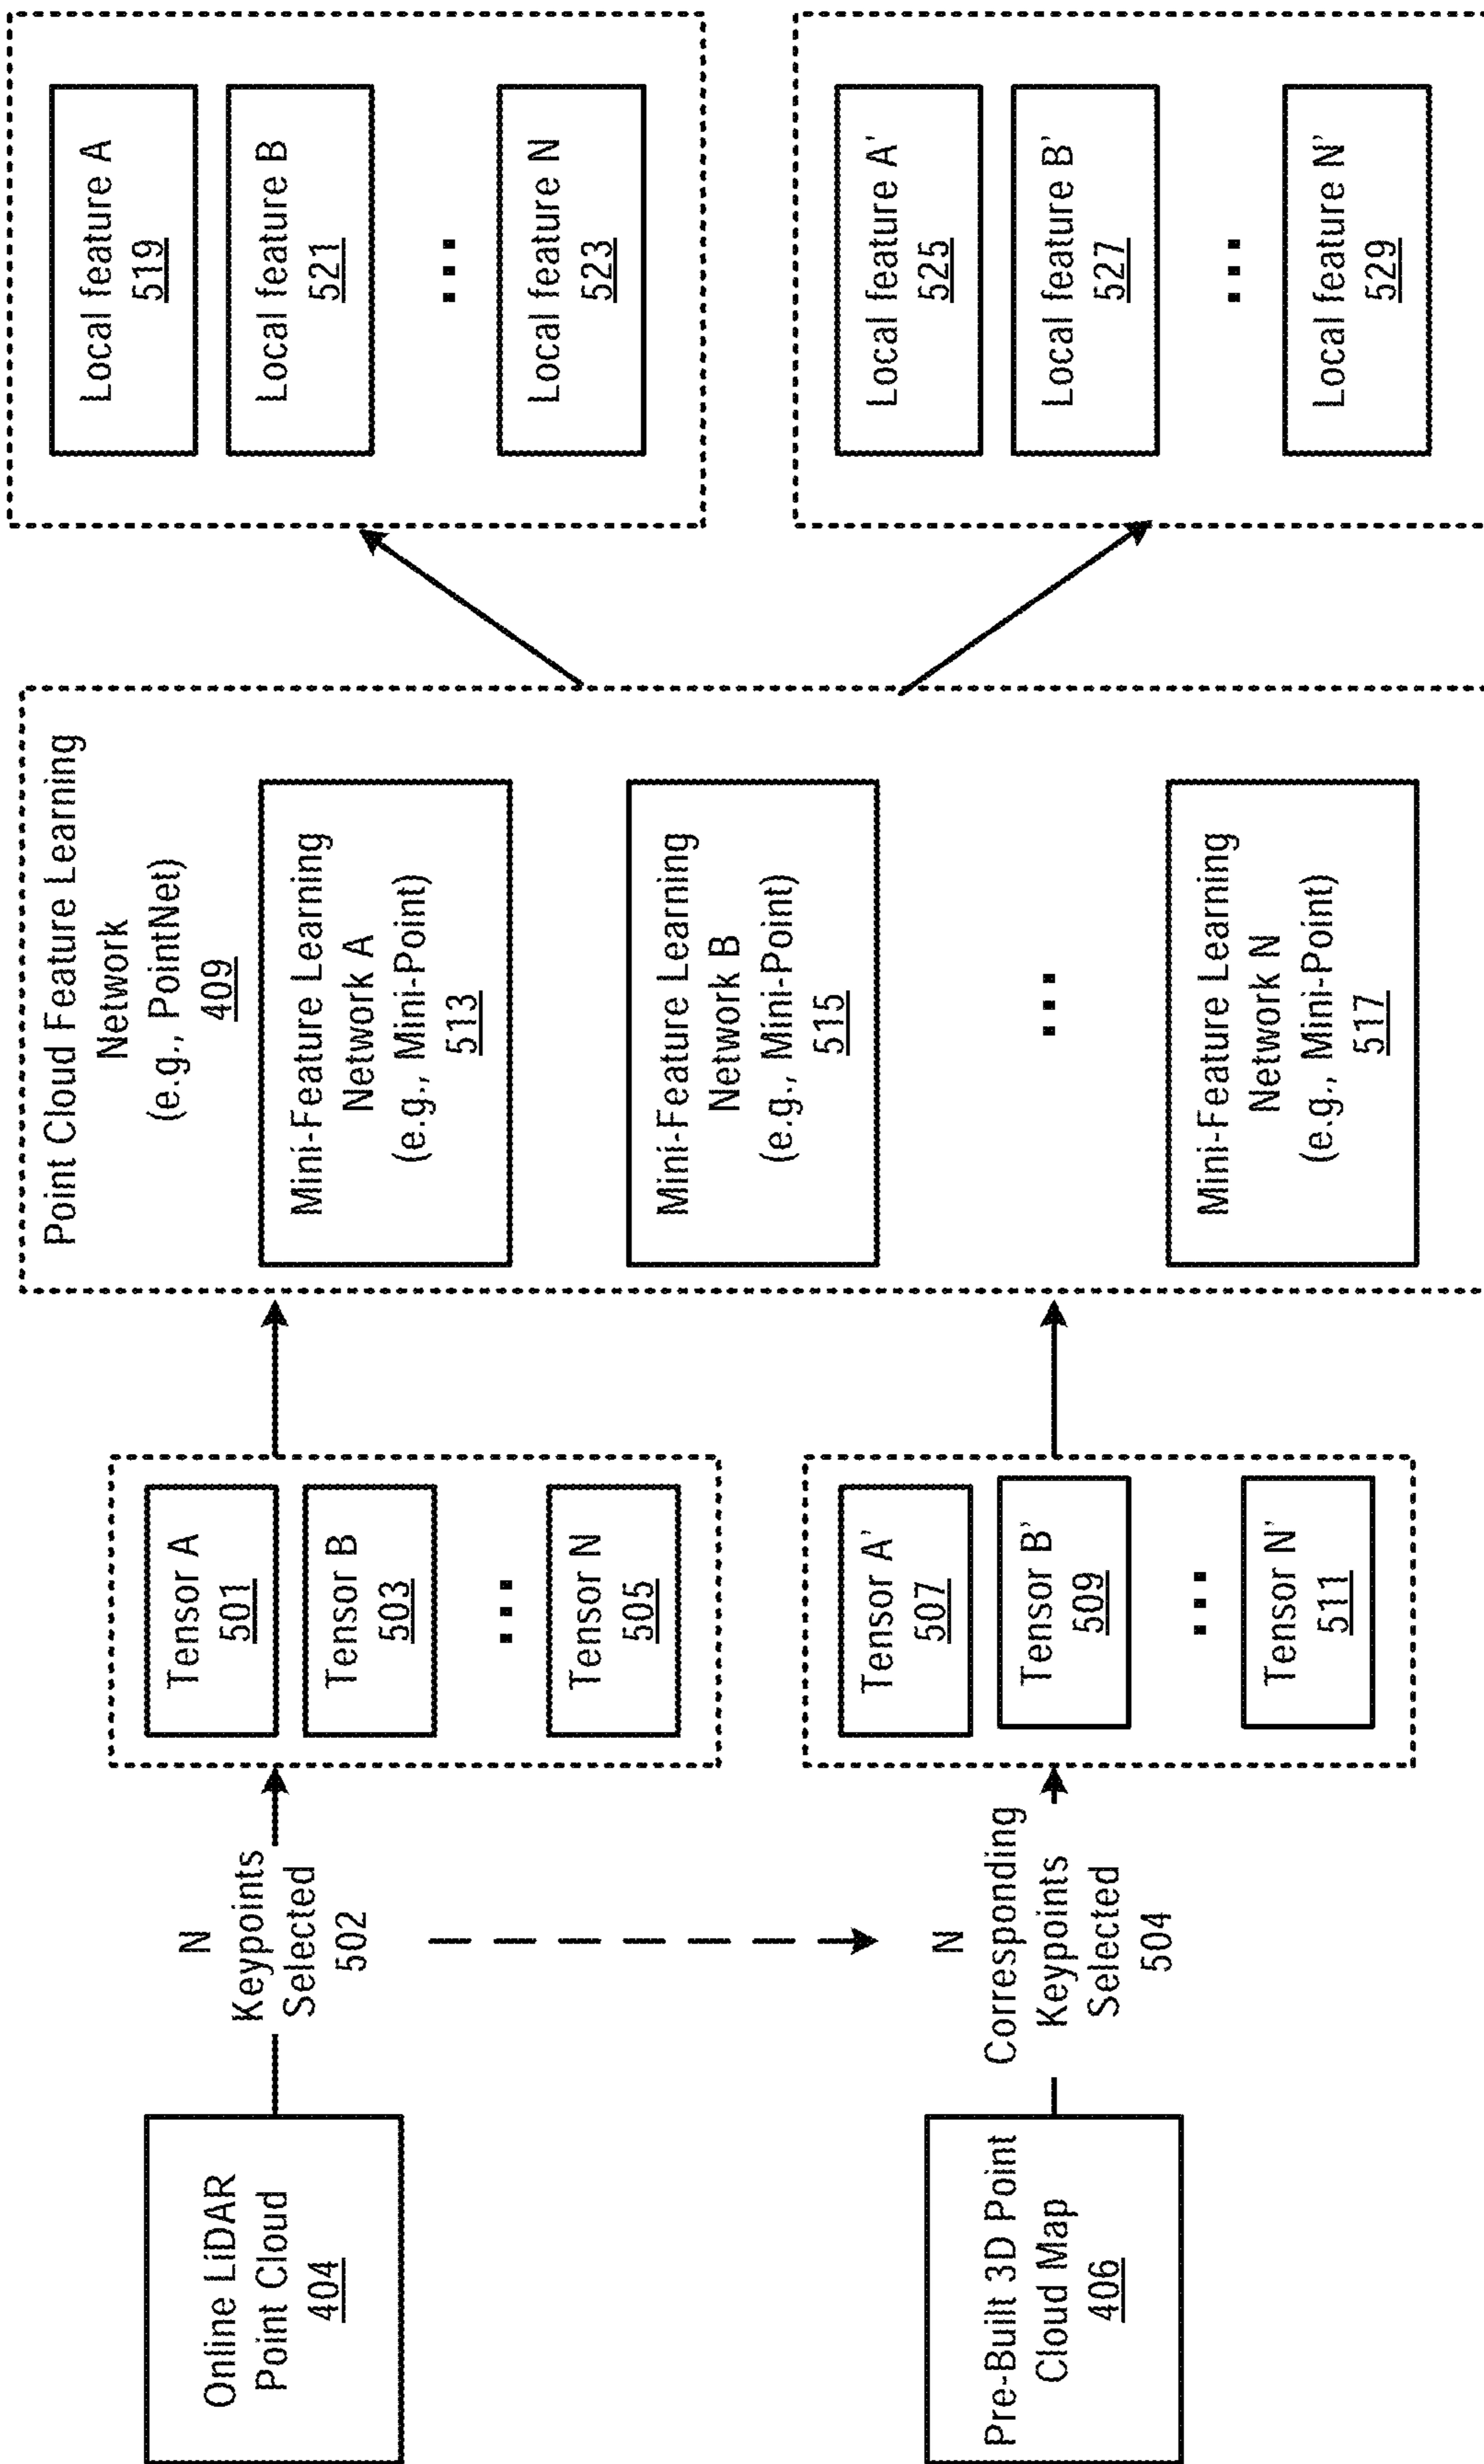 Online LiDAR
Point Cloud
404
N
Keypoints
Selected
502
Tensor A
501
Tensor B
503
...
Tensor N
505
Pre-Built 3D Point
Cloud Map
406
N
Corresponding
Keypoints
Selected
504
Tensor A'
507
Tensor B'
509
...
Tensor N'
511
Point Cloud Feature Learning
Network
(e.g., PointNet)
409
Mini-Feature Learning
Network A
(e.g., Mini-Point)
513
Mini-Feature Learning
Network B
(e.g., Mini-Point)
515
...
Mini-Feature Learning
Network N
(e.g., Mini-Point)
517
Local feature A
519
Local feature B
521
...
Local feature N
523
Local feature A'
525
Local feature B'
527
...
Local feature N'
529